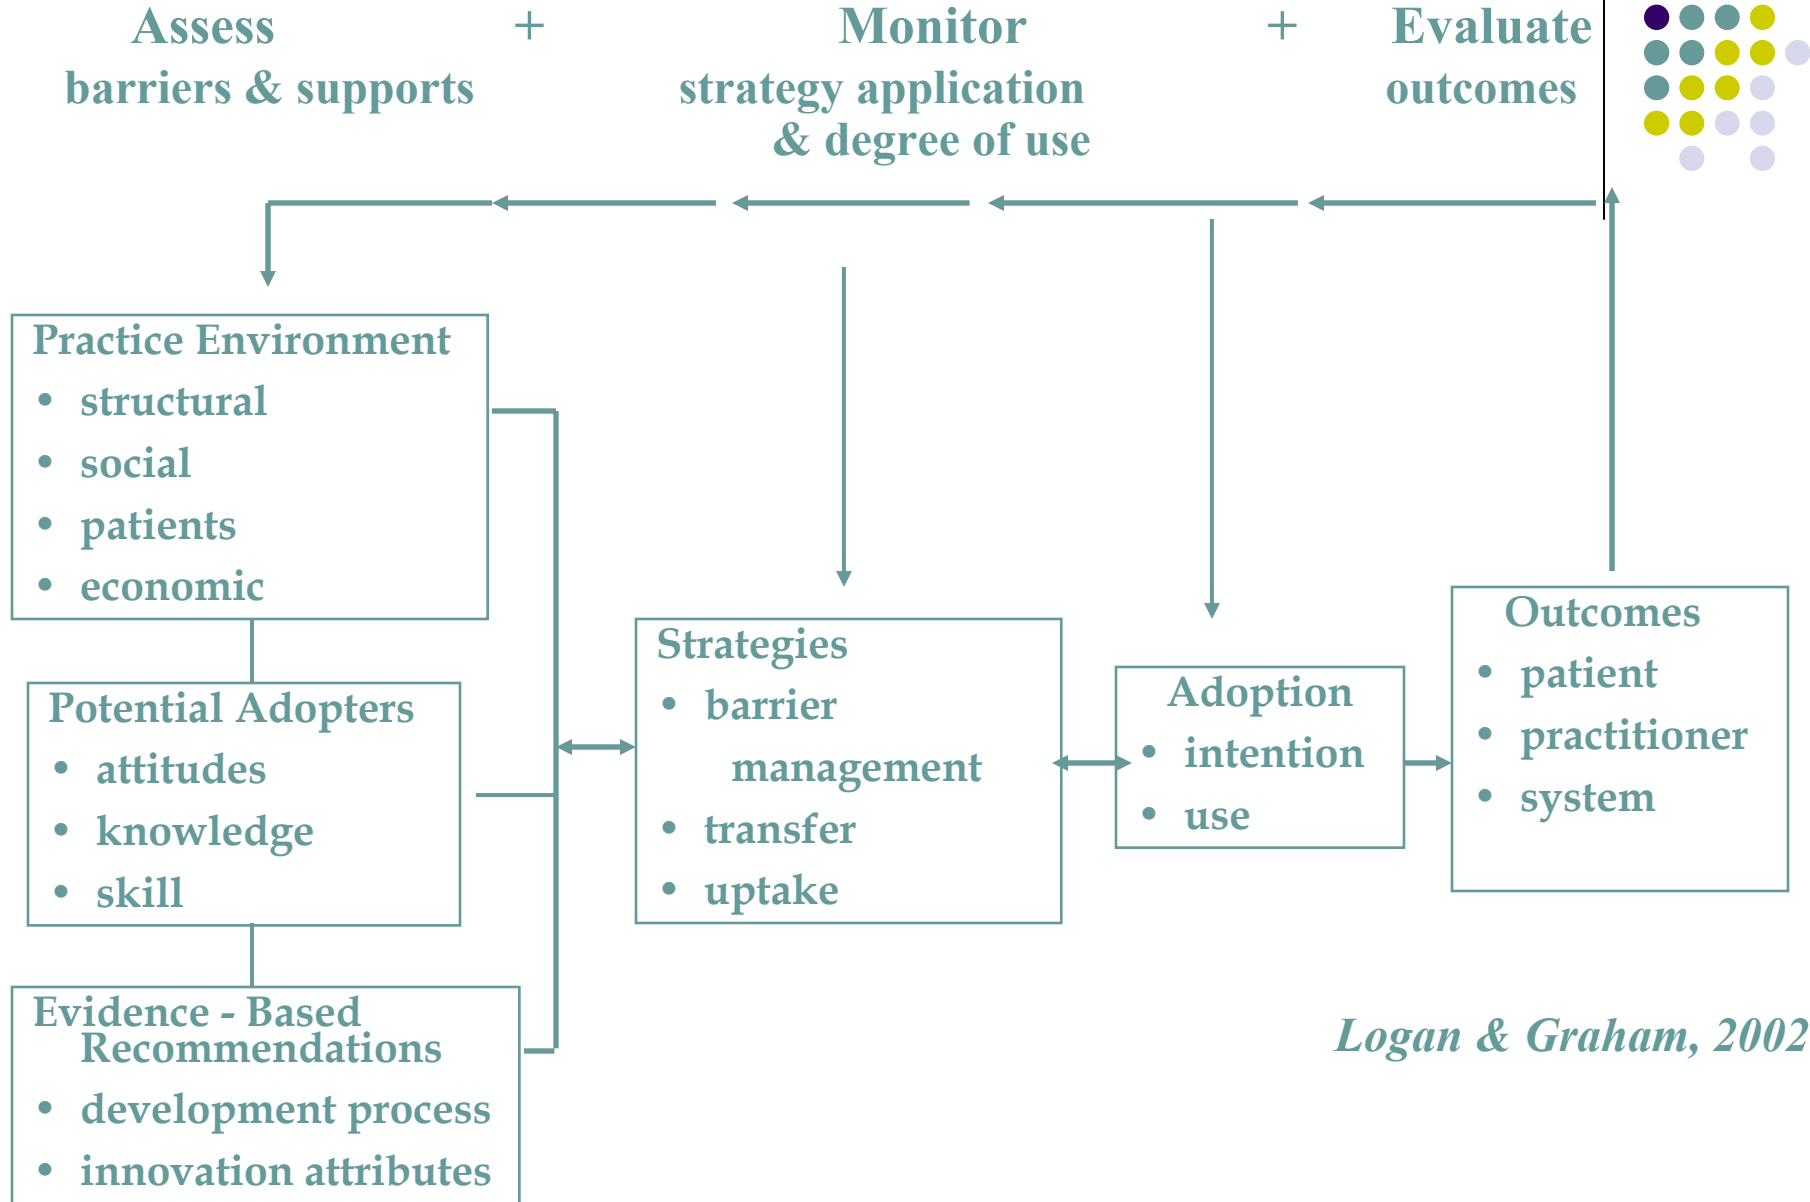 Assess + Monitor + Evaluate
barriers & supports strategy application outcomes
& degree of use
Practice Environment
• structural
• social
• patients
• economic
Potential Adopters
• attitudes
• knowledge
• skill
Evidence - Based
Recommendations
• development process
• innovation attributes
Strategies
• barrier
management
• transfer
• uptake
Adoption
• intention
• use
Outcomes
• patient
• practitioner
• system
Logan & Graham, 2002